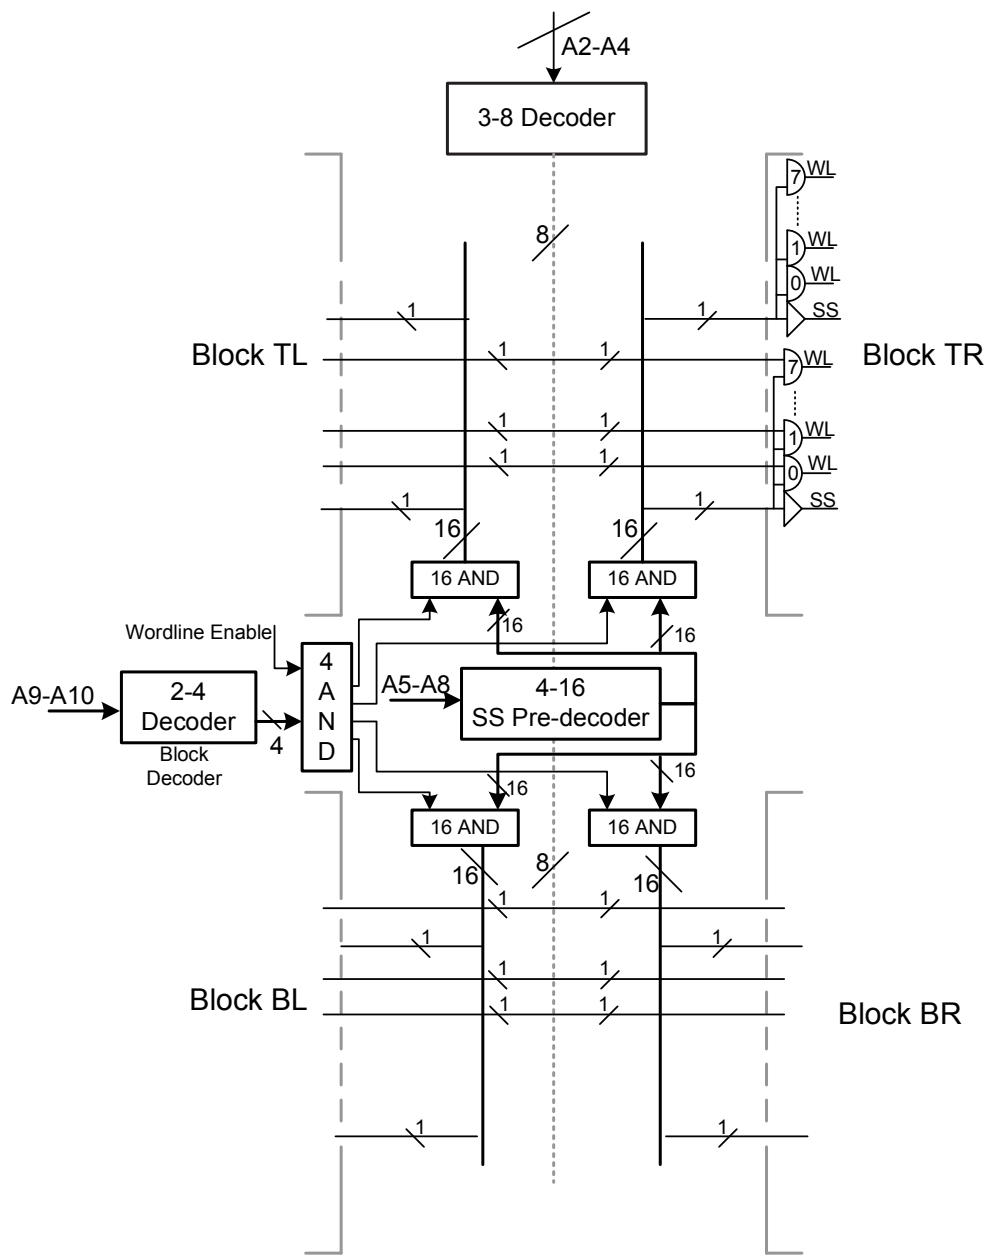 A2-A4
3-8 Decoder
7
WL
8
1
WL
0
WL
1
1
SS
Block TL
1
1
7
WL
Block TR
1
1
1
WL
1
1
0
WL
1
1
SS
16
16
16 AND
16 AND
Wordline Enable
16
16
A9-A10
2-4
Decoder
4
Block
Decoder
4
A
N
D
A5-A8
4-16
SS Pre-decoder
16
16
16 AND
16 AND
16
8
16
1
1
1
1
1
1
Block BL
1
1
Block BR
1
1